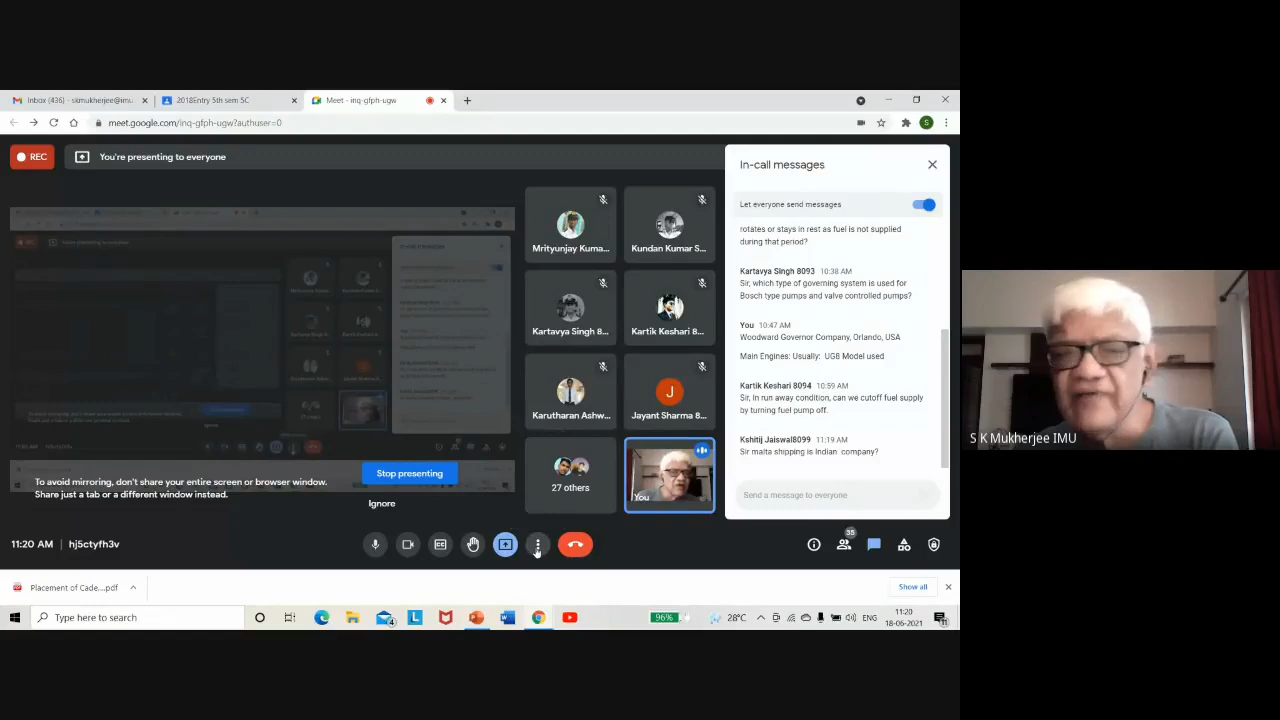 Inbox (436) - skmukherjee@imu
2018Entry 5th sem SC
Meet - inq-gfph-ugw
meet.google.com/inq-gfph-ugw?authuser=0
REC
You're presenting to everyone
Mrityunjay Kuma...
Kundan Kumar S...
Kartavya Singh 8...
Kartik Keshari 8...
Karutharan Ashw...
J
Jayant Sharma 8...
27 others
You
To avoid mirroring, don't share your entire screen or browser window.
Share just a tab or a different window instead.
Stop presenting
Ignore
In-call messages
Let everyone send messages
rotates or stays in rest as fuel is not supplied
during that period?
Kartavya Singh 8093 10:38 AM
Sir, which type of governing system is used for
Bosch type pumps and valve controlled pumps?
You 10:47 AM
Woodward Governor Company, Orlando, USA
Main Engines: Usually: UG8 Model used
Kartik Keshari 8094 10:59 AM
Sir, In run away condition, can we cutoff fuel supply
by turning fuel pump off.
Kshitij Jaiswal8099 11:19 AM
Sir malta shipping is Indian company?
Send a message to everyone
S K Mukherjee IMU
11:20 AM | hj5ctyfh3v
35
Placement of Cade....pdf
Show all
Type here to search
96%
28°C
ENG
11:20
18-06-2021